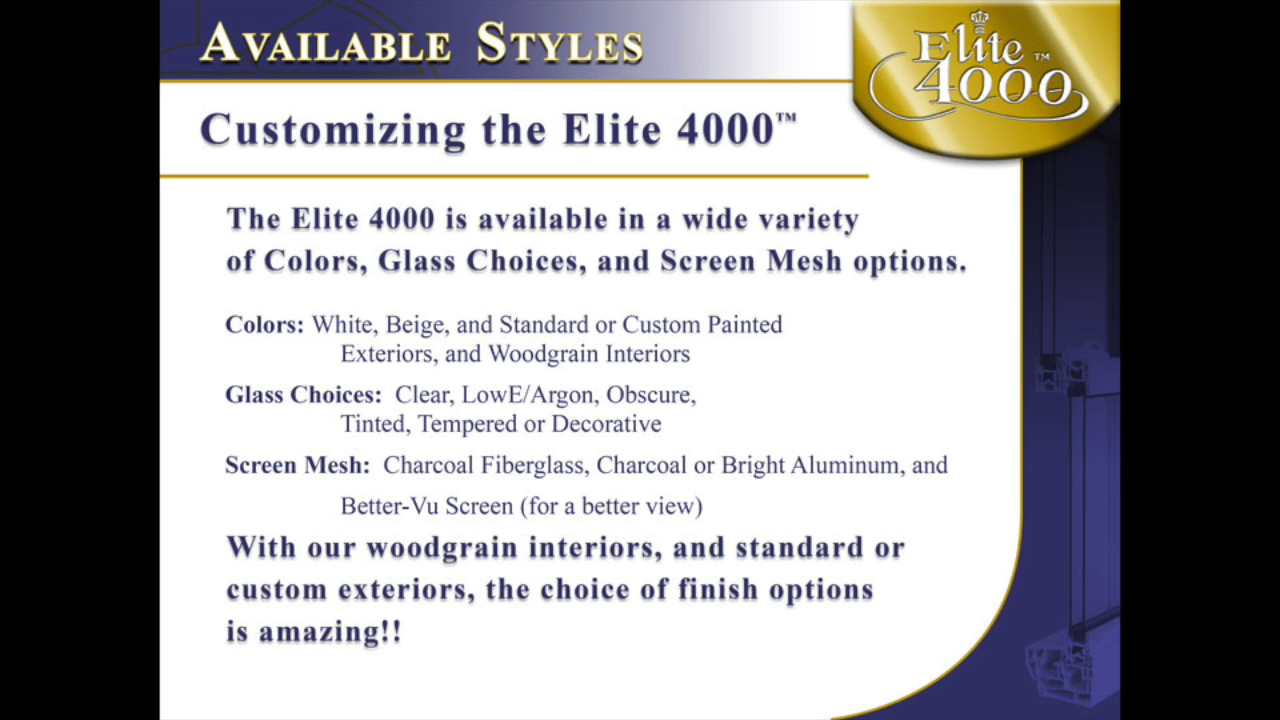 AVAILABLE STYLES
Elite ™
4000
Customizing the Elite 4000™
The Elite 4000 is available in a wide variety
of Colors, Glass Choices, and Screen Mesh options.
Colors: White, Beige, and Standard or Custom Painted
Exteriors, and Woodgrain Interiors
Glass Choices: Clear, LowE/Argon, Obscure,
Tinted, Tempered or Decorative
Screen Mesh: Charcoal Fiberglass, Charcoal or Bright Aluminum, and
Better-Vu Screen (for a better view)
With our woodgrain interiors, and standard or
custom exteriors, the choice of finish options
is amazing!!